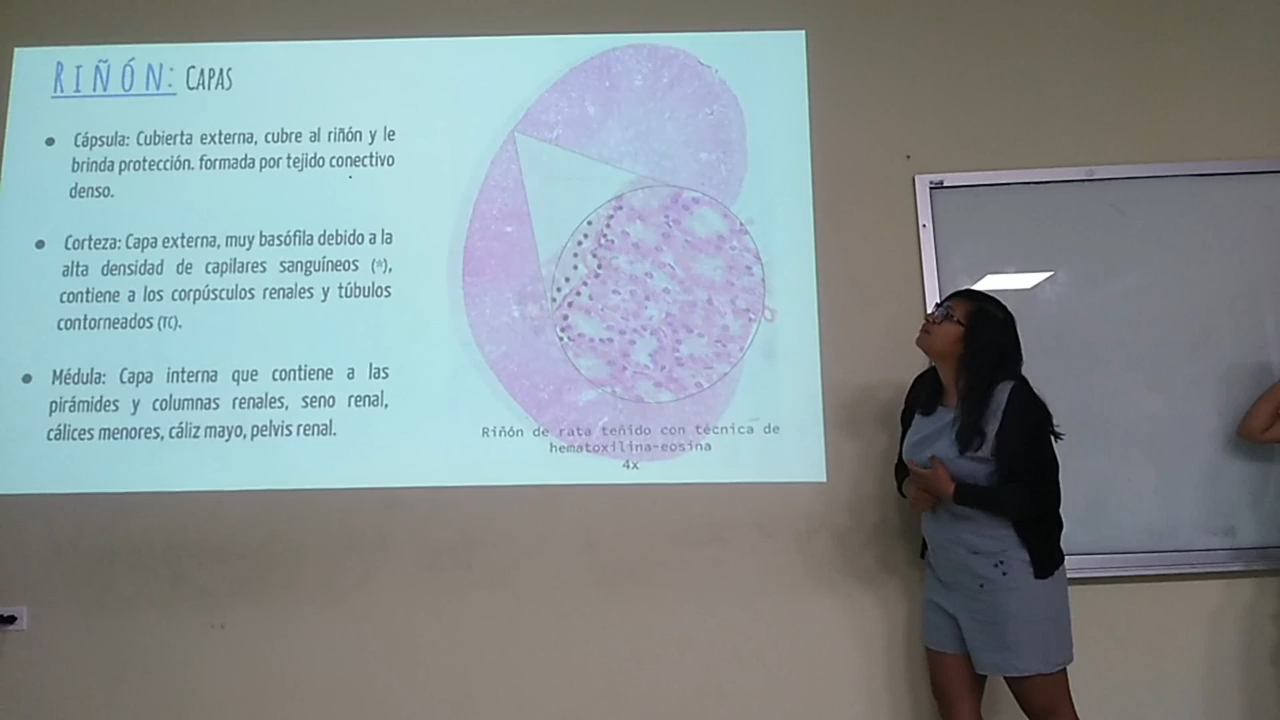 RIÑÓN: CAPAS
Cápsula: Cubierta externa, cubre al riñón y le
brinda protección. formada por tejido conectivo
denso.
Corteza: Capa externa, muy basófila debido a la
alta densidad de capilares sanguíneos (*),
contiene a los corpúsculos renales y túbulos
contorneados (TC).
Médula: Capa interna que contiene a las
pirámides y columnas renales, seno renal,
cálices menores, cáliz mayo, pelvis renal.
Riñón de rata teñido con técnica de
hematoxilina-eosina
4x